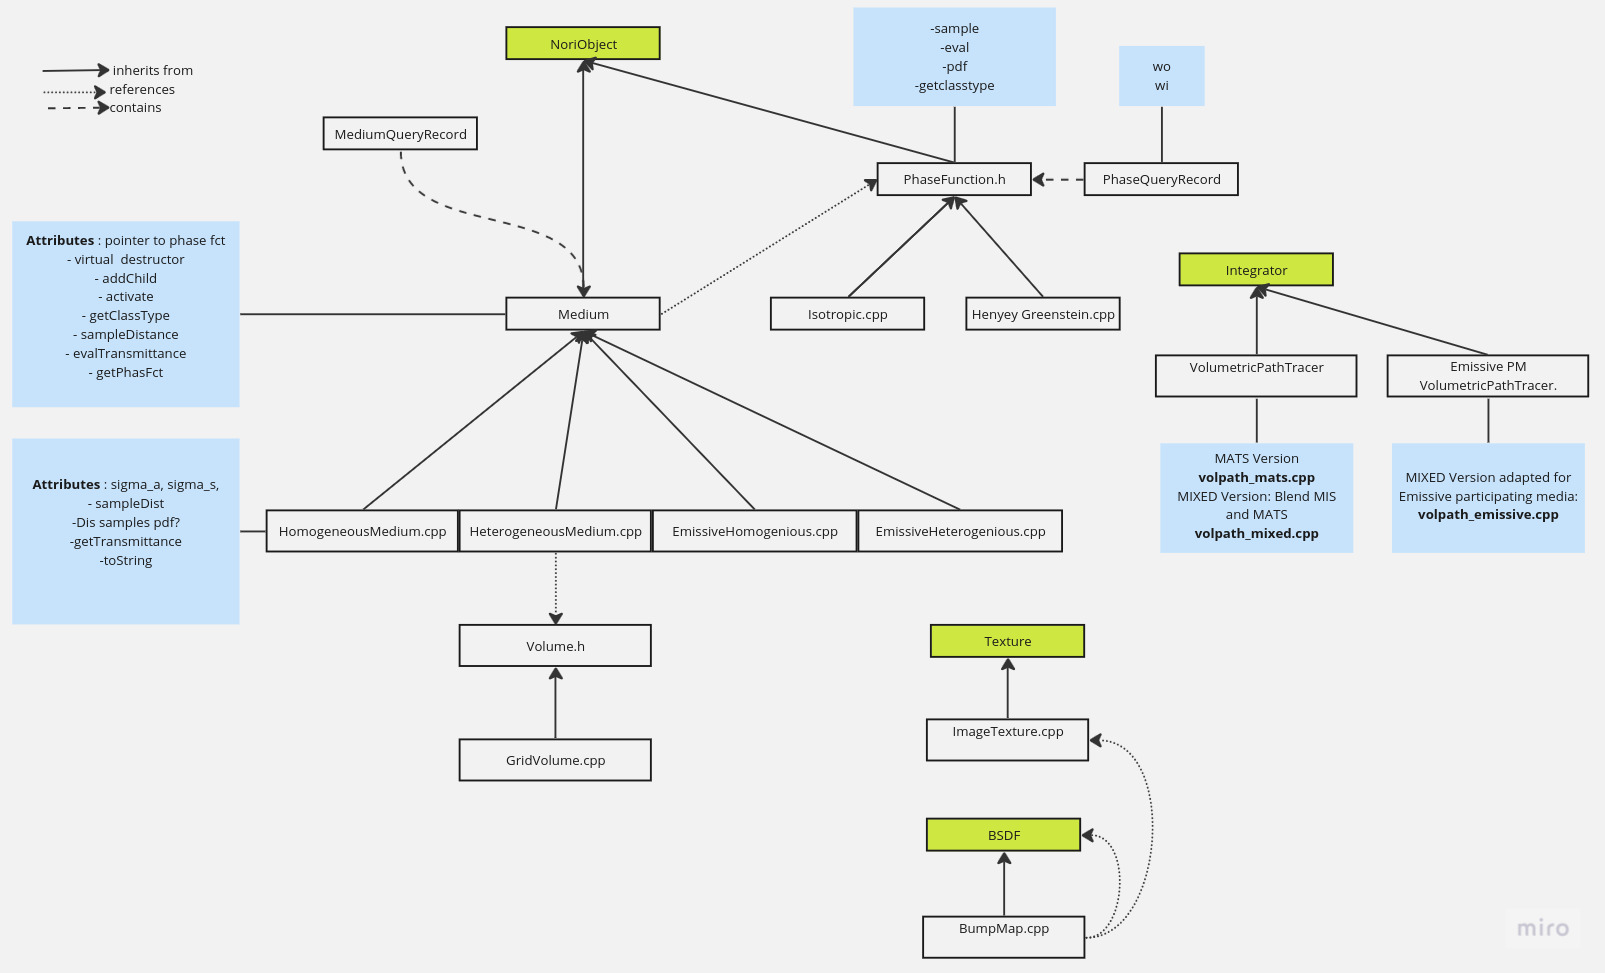 inherits from
references
contains
NoriObject
-sample
-eval
-pdf
-getclasstype
wo
wi
MediumQueryRecord
PhaseFunction.h
PhaseQueryRecord
Attributes : pointer to phase fct
- virtual  destructor
- addChild
- activate
- getClassType
- sampleDistance
- evalTransmittance
- getPhasFct
Medium
Isotropic.cpp
Henyey Greenstein.cpp
Integrator
VolumetricPathTracer
Emissive PM
VolumetricPathTracer.
Attributes : sigma_a, sigma_s,
- sampleDist
-Dis samples pdf?
-getTransmittance
-toString
HomogeneousMedium.cpp
HeterogeneousMedium.cpp
EmissiveHomogenious.cpp
EmissiveHeterogenious.cpp
MATS Version
volpath_mats.cpp
MIXED Version: Blend MIS
and MATS
volpath_mixed.cpp
MIXED Version adapted for
Emissive participating media:
volpath_emissive.cpp
Volume.h
GridVolume.cpp
Texture
ImageTexture.cpp
BSDF
BumpMap.cpp
miro